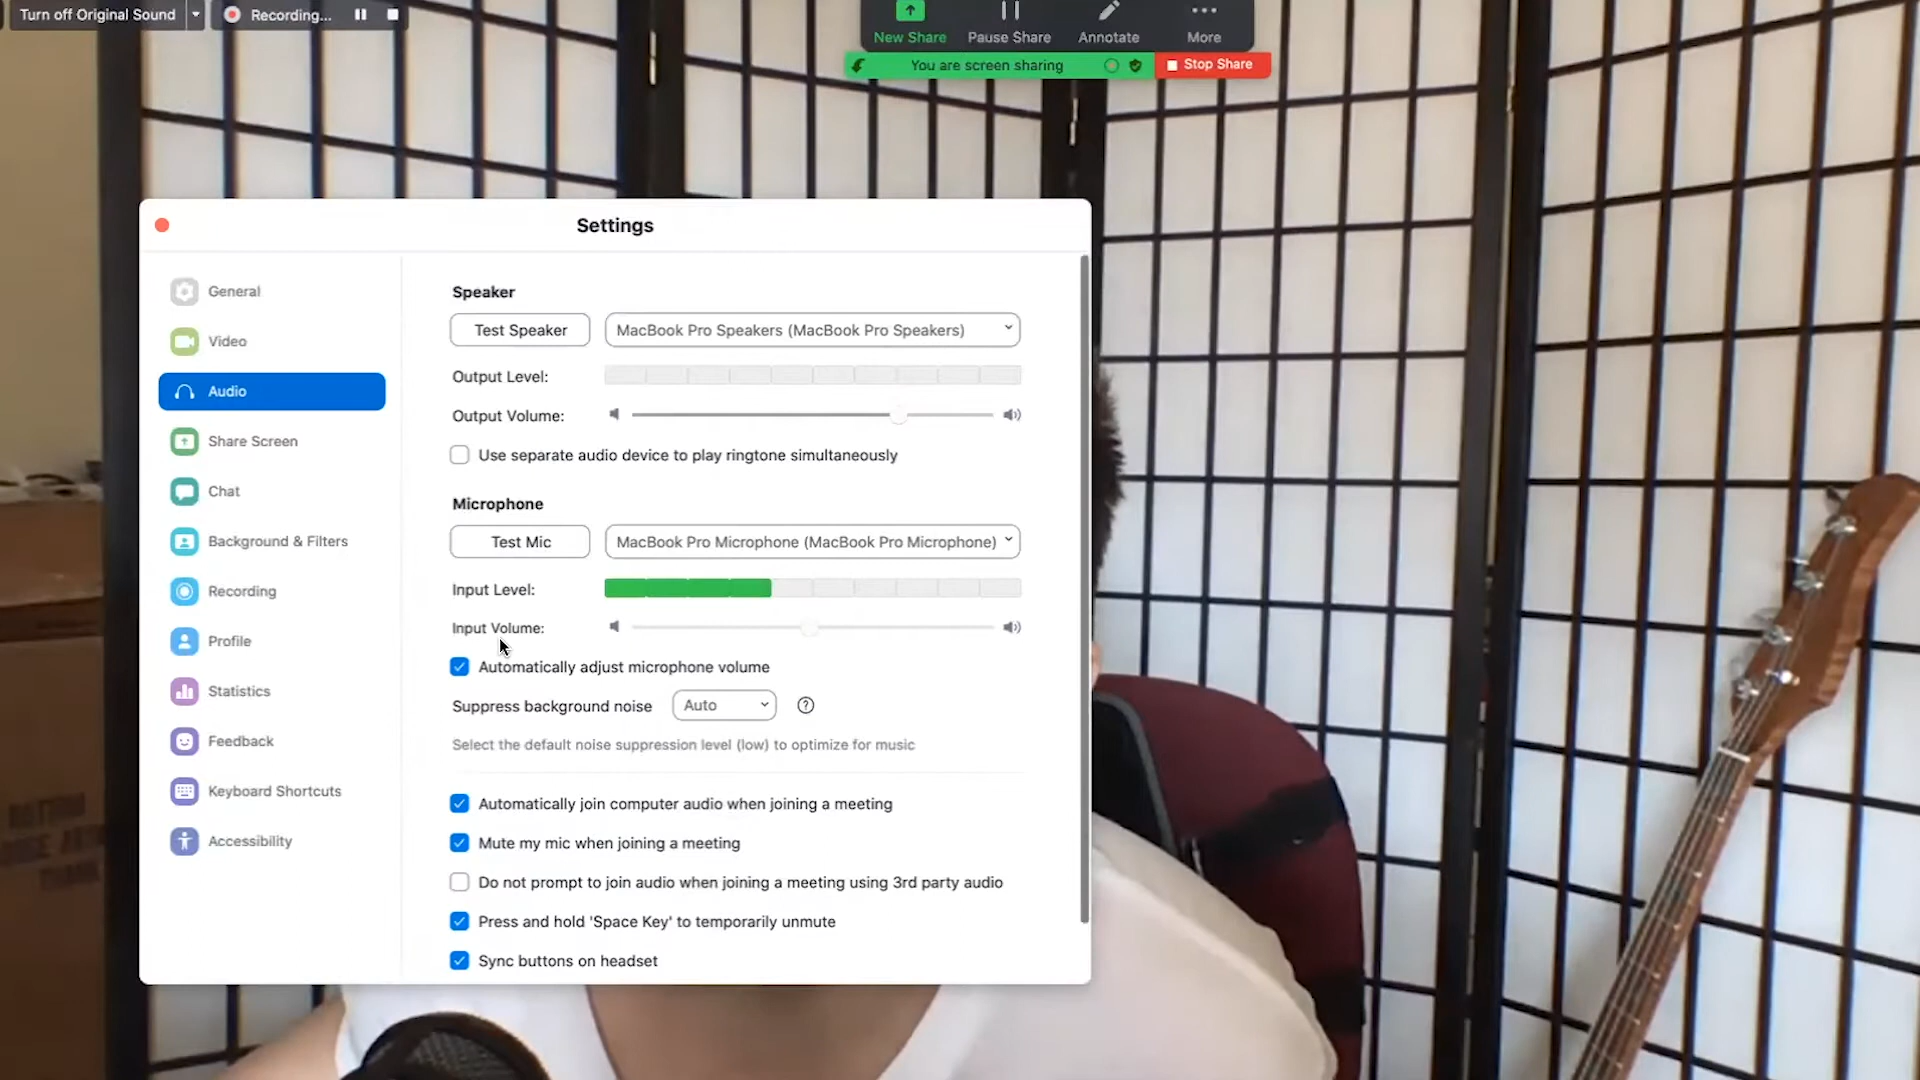 Turn off Original Sound
Recording...
New Share
Pause Share
Annotate
More
You are screen sharing
Stop Share
Settings
General
Video
Audio
Share Screen
Chat
Background & Filters
Recording
Profile
Statistics
Feedback
Keyboard Shortcuts
Accessibility
Speaker
Test Speaker
MacBook Pro Speakers (MacBook Pro Speakers)
Output Level:
Output Volume:
Use separate audio device to play ringtone simultaneously
Microphone
Test Mic
MacBook Pro Microphone (MacBook Pro Microphone)
Input Level:
Input Volume:
Automatically adjust microphone volume
Suppress background noise
Auto
Select the default noise suppression level (low) to optimize for music
Automatically join computer audio when joining a meeting
Mute my mic when joining a meeting
Do not prompt to join audio when joining a meeting using 3rd party audio
Press and hold 'Space Key' to temporarily unmute
Sync buttons on headset